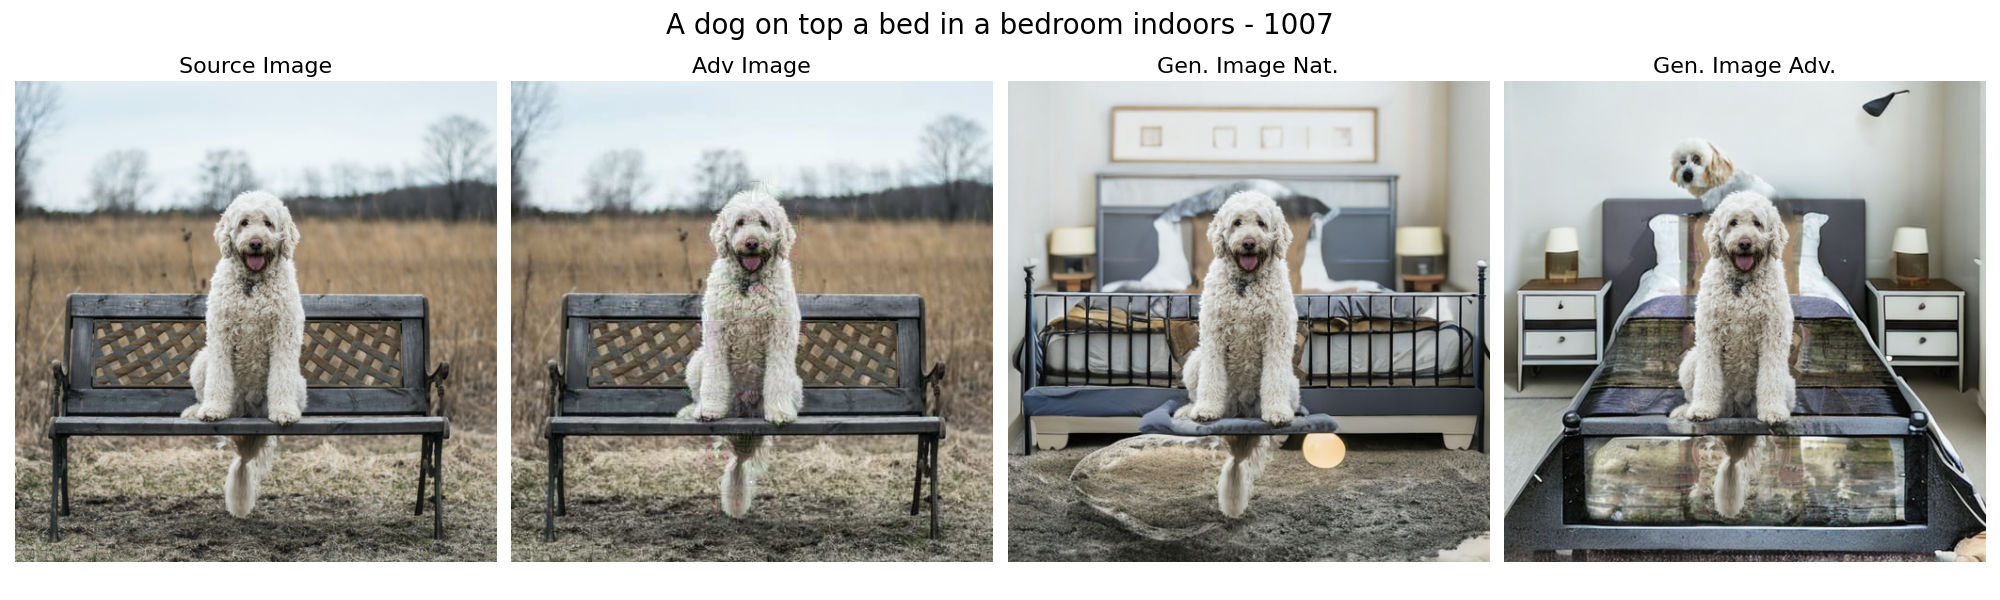 A dog on top a bed in a bedroom indoors - 1007
Source Image
Adv Image
Gen. Image Nat.
Gen. Image Adv.